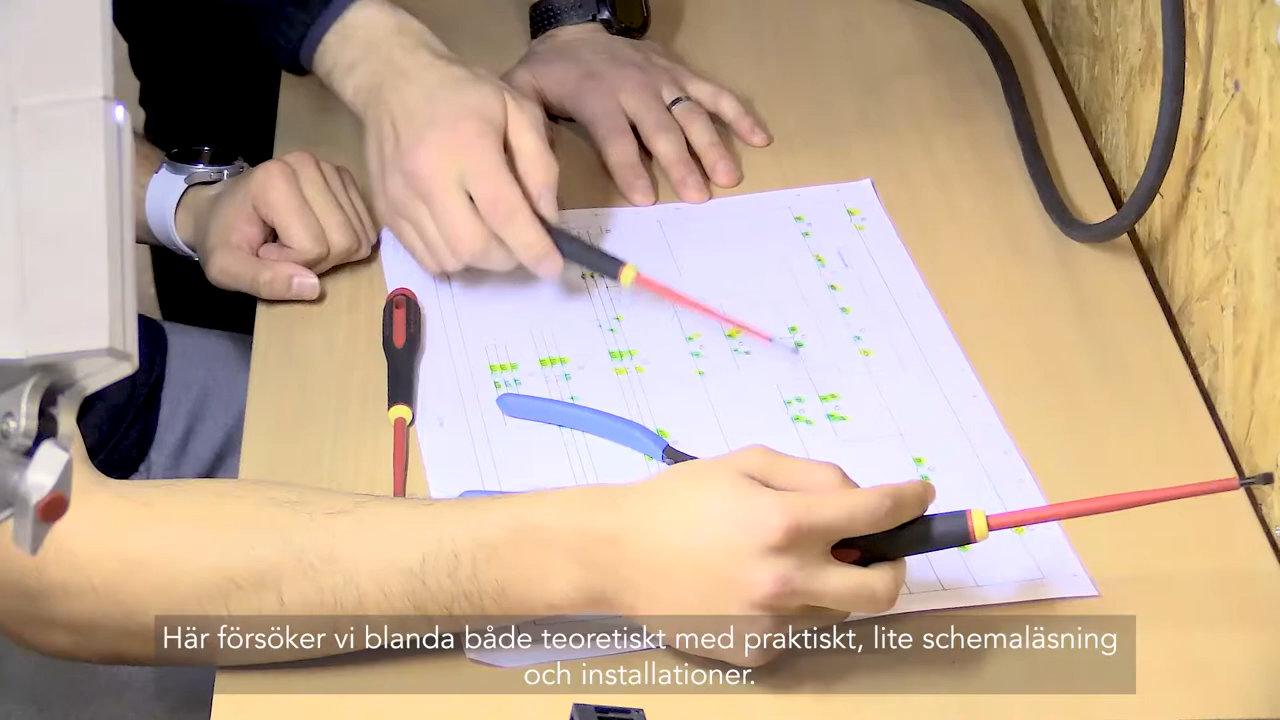 Här försöker vi blanda både teoretiskt med praktiskt, lite schemaläsning
och installationer.